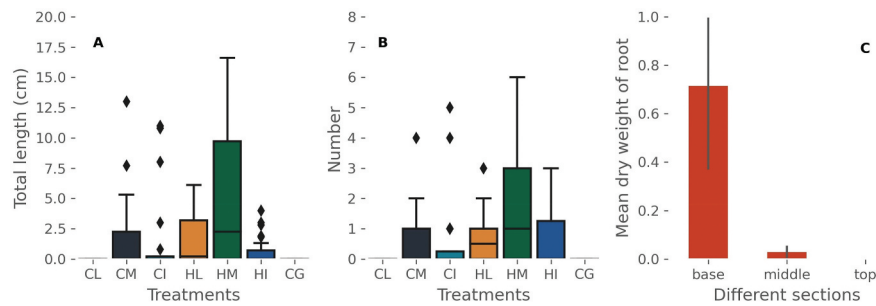 A
Total length (cm)
20.0
17.5
15.0
12.5
10.0
7.5
5.0
2.5
0.0
CL CM CI HL HM HI CG
Treatments
B
Number
8
7
6
5
4
3
2
1
0
CL CM CI HL HM HI CG
Treatments
C
Mean dry weight of root
1.0
0.8
0.6
0.4
0.2
0.0
base middle top
Different sections